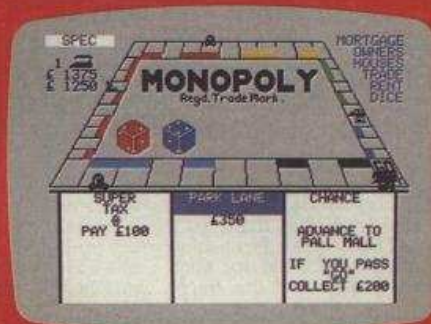 SPEC
1
£ 1375
£ 1250
MORTGAGE
OWNERS
HOUSES
TRADE
RENT
DICE
MONOPOLY
Regd. Trade Mark.
SUPER
TAX
PAY £100
PARK LANE
£350
CHANCE
ADVANCE TO
PALL MALL
IF YOU PASS
"GO"
COLLECT £200